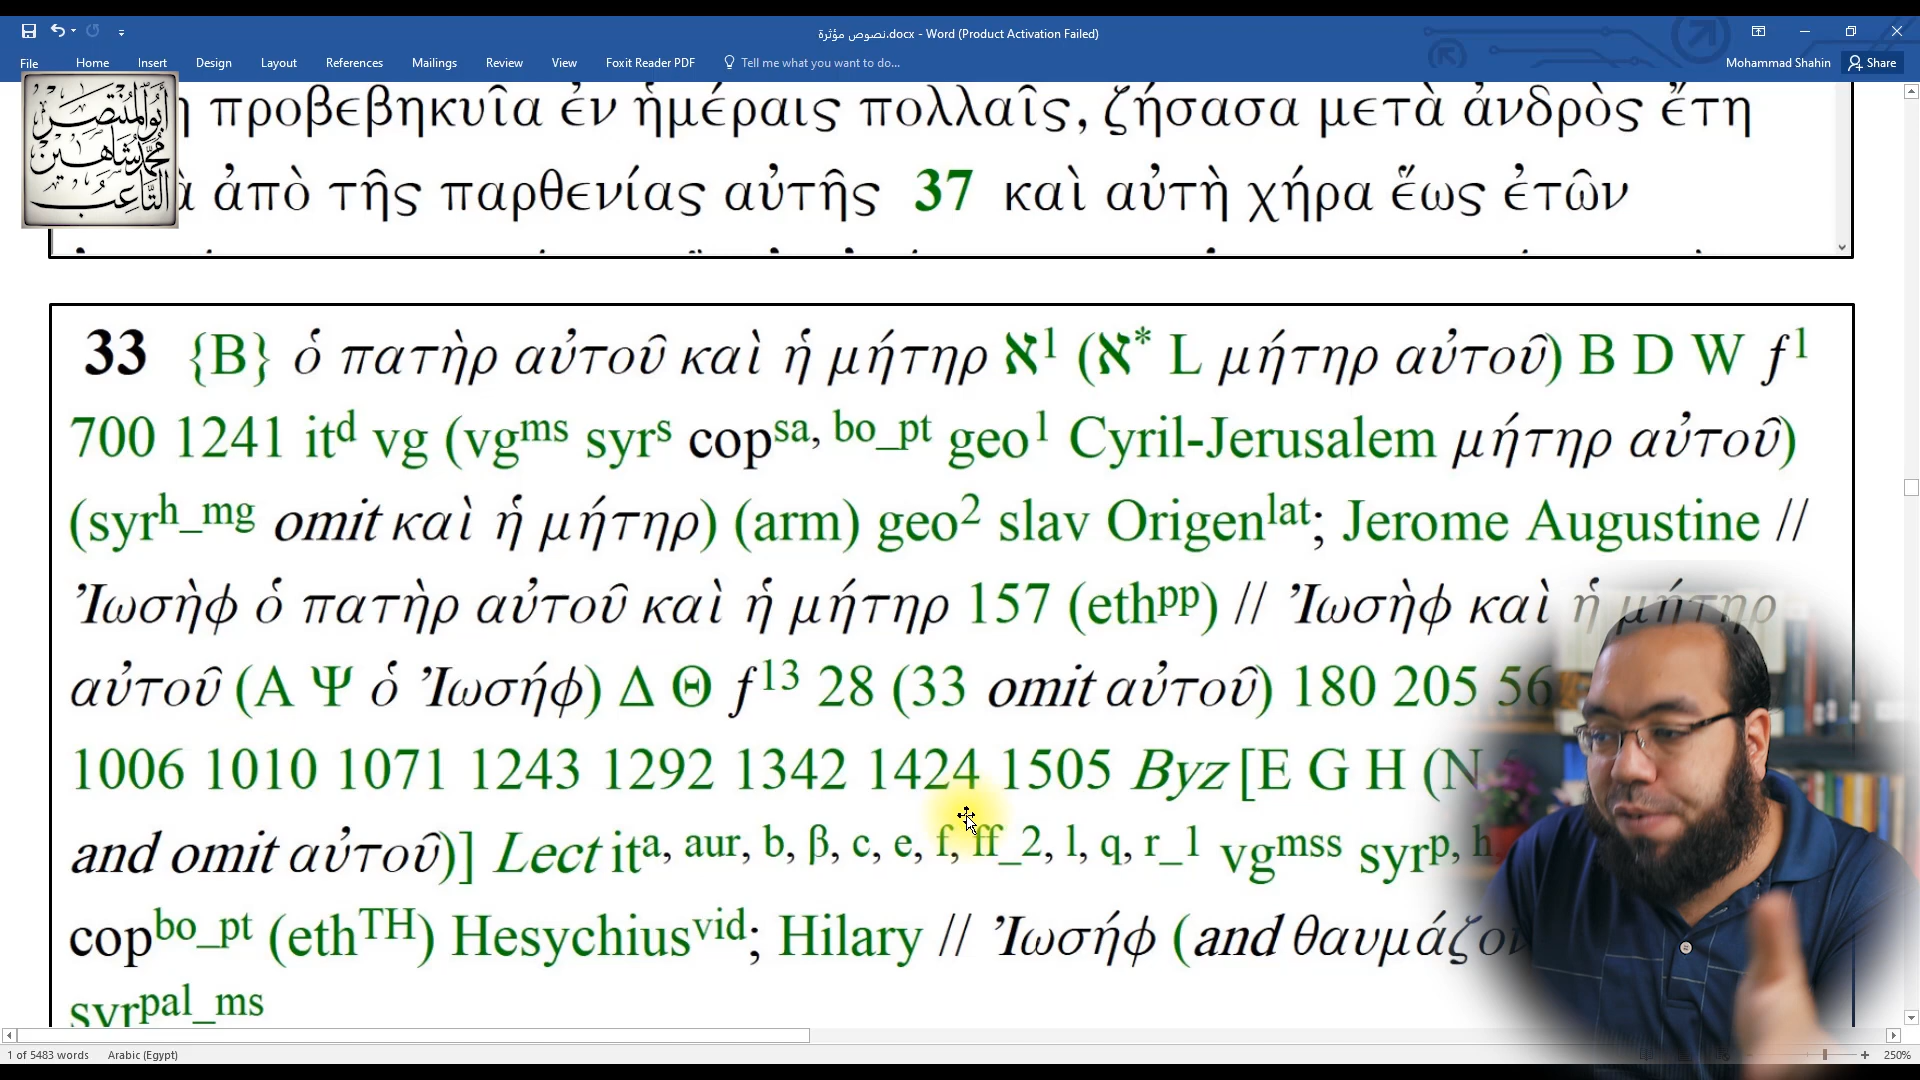 نصوص مؤثرة.docx - Word (Product Activation Failed)
File Home Insert Design Layout References Mailings Review View Foxit Reader PDF Tell me what you want to do... Mohammad Shahin Share
أبو المنتصر
محمد شاهين
التاعب
προβεβηκυῖα ἐν ἡμέραις πολλαῖς, ζήσασα μετὰ ἀνδρὸς ἔτη
ἀπὸ τῆς παρθενίας αὐτῆς 37 καὶ αὐτὴ χήρα ἕως ἐτῶν
33 {B} ὁ πατὴρ αὐτοῦ καὶ ἡ μήτηρ ℵ1 (ℵ* L μήτηρ αὐτοῦ) B D W f1
700 1241 itd vg (vgms syrs copsa, bo_pt geo1 Cyril-Jerusalem μήτηρ αὐτοῦ)
(syrh_mg omit καὶ ἡ μήτηρ) (arm) geo2 slav Origenlat; Jerome Augustine //
Ἰωσὴφ ὁ πατὴρ αὐτοῦ καὶ ἡ μήτηρ 157 (ethpp) // Ἰωσὴφ καὶ ἡ μήτηρ
αὐτοῦ (A Ψ ὁ Ἰωσήφ) Δ Θ f13 28 (33 omit αὐτοῦ) 180 205
1006 1010 1071 1243 1292 1342 1424 1505 Byz [E G H (N
and omit αὐτοῦ)] Lect ita, aur, b, β, c, e, f, ff_2, l, q, r_1 vgmss syrp, h,
copbo_pt (ethTH) Hesychiusvid; Hilary // Ἰωσήφ (and
syrpal_ms
1 of 5483 words Arabic (Egypt) 250%